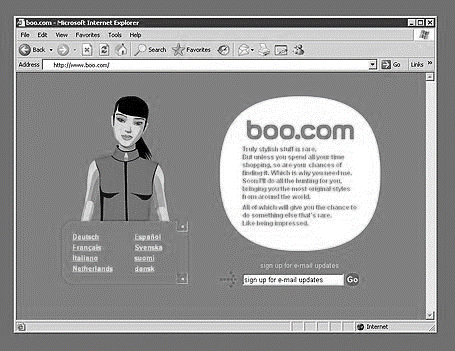 boo.com - Microsoft Internet Explorer
File Edit View Favorites Tools Help
Back Search Favorites
Address http://www.boo.com/ Go Links »
boo.com
Truly stylish stuff is rare.
But unless you spend all your time
shopping, so are your chances of
finding it. Which is why you need me.
Soon I'll do all the hunting for you,
bringing you the most original styles
from around the world.
All of which will give you the chance to
do something else that's rare.
Like being impressed.
Deutsch Español
Français Svenska
Italiano suomi
Netherlands dansk
sign up for e-mail updates
sign up for e-mail updates Go
Internet